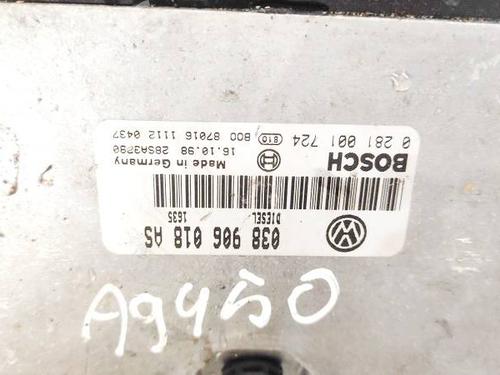 0 281 001 724 810 BOO 87016 1112 0437
16.10.98 28SA3790
BOSCH Made in Germany
DIESEL 1635
038 906 018 AS
A9450